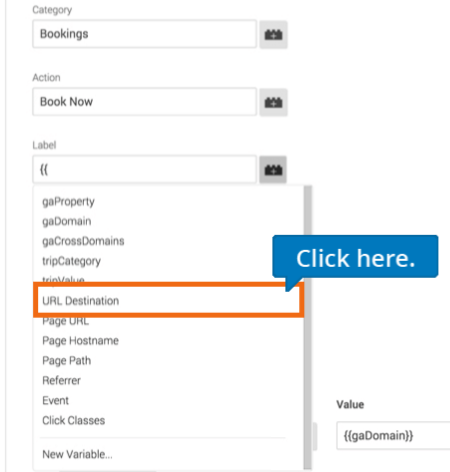 Category
Bookings
Action
Book Now
Label
{{
gaProperty
gaDomain
gaCrossDomains
tripCategory
Click here.
tripValue
URL Destination
Page URL
Page Hostname
Page Path
Referrer
Event
Click Classes
New Variable...
Value
{{gaDomain}}